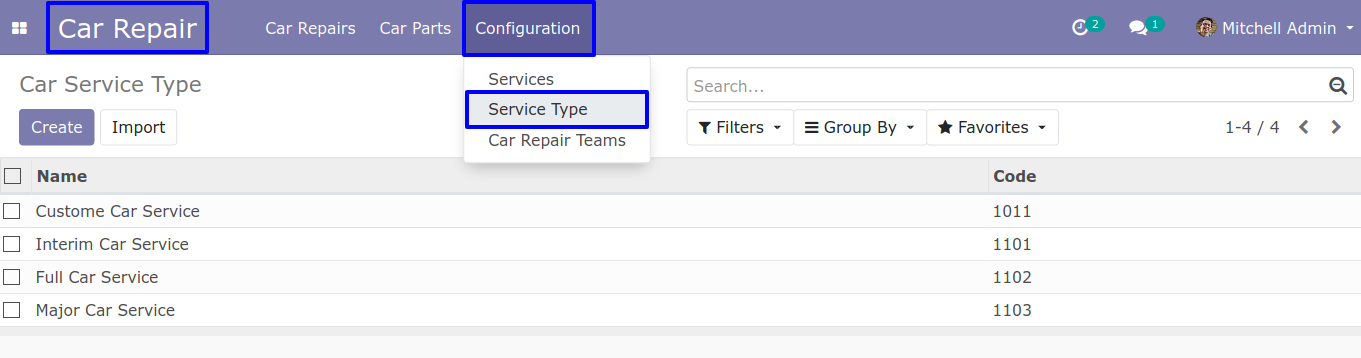 Car Repair Car Repairs Car Parts Configuration 2 1 Mitchell Admin
Car Service Type
Services
Search...
Service Type
Create Import
Filters Group By Favorites 1-4 / 4
Car Repair Teams
Name Code
Custome Car Service 1011
Interim Car Service 1101
Full Car Service 1102
Major Car Service 1103